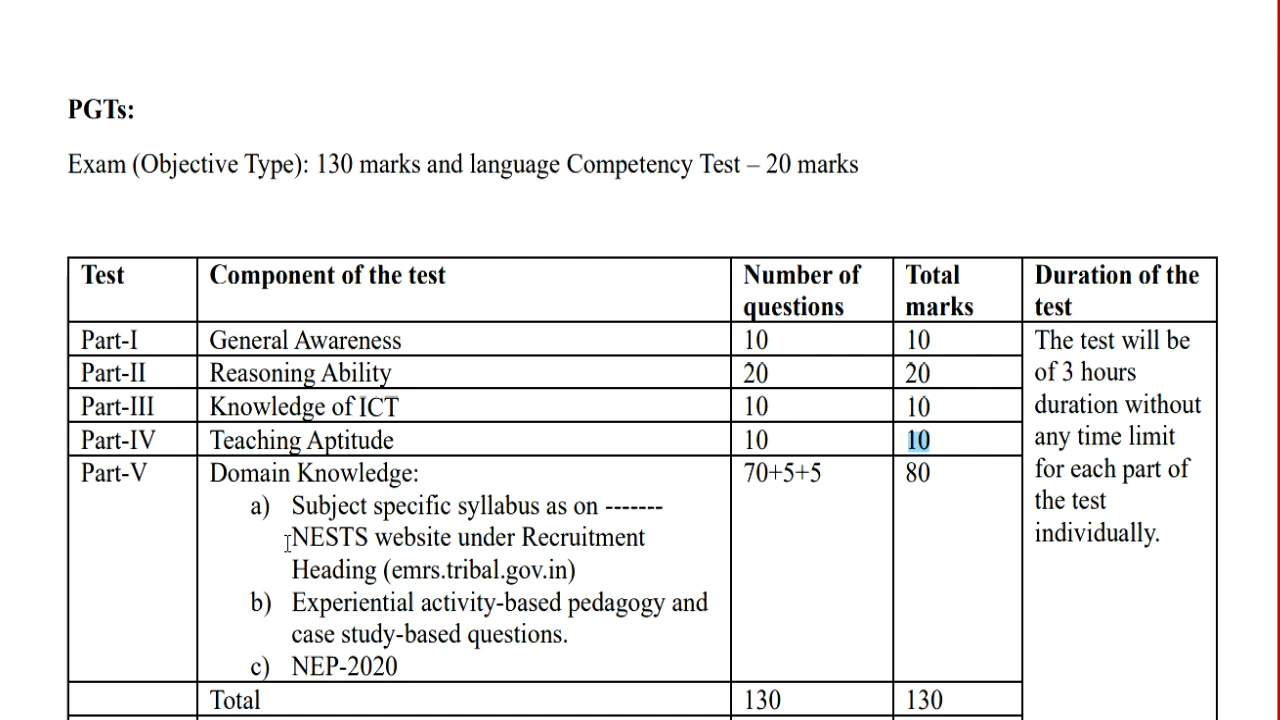 PGTs:
Exam (Objective Type): 130 marks and language Competency Test – 20 marks
Test Component of the test Number of questions Total marks Duration of the test
Part-I General Awareness 10 10
Part-II Reasoning Ability 20 20
Part-III Knowledge of ICT 10 10
Part-IV Teaching Aptitude 10 10
Part-V Domain Knowledge: 70+5+5 80
a) Subject specific syllabus as on -------
NESTS website under Recruitment
Heading (emrs.tribal.gov.in)
b) Experiential activity-based pedagogy and
case study-based questions.
c) NEP-2020
The test will be
of 3 hours
duration without
any time limit
for each part of
the test
individually.
Total 130 130